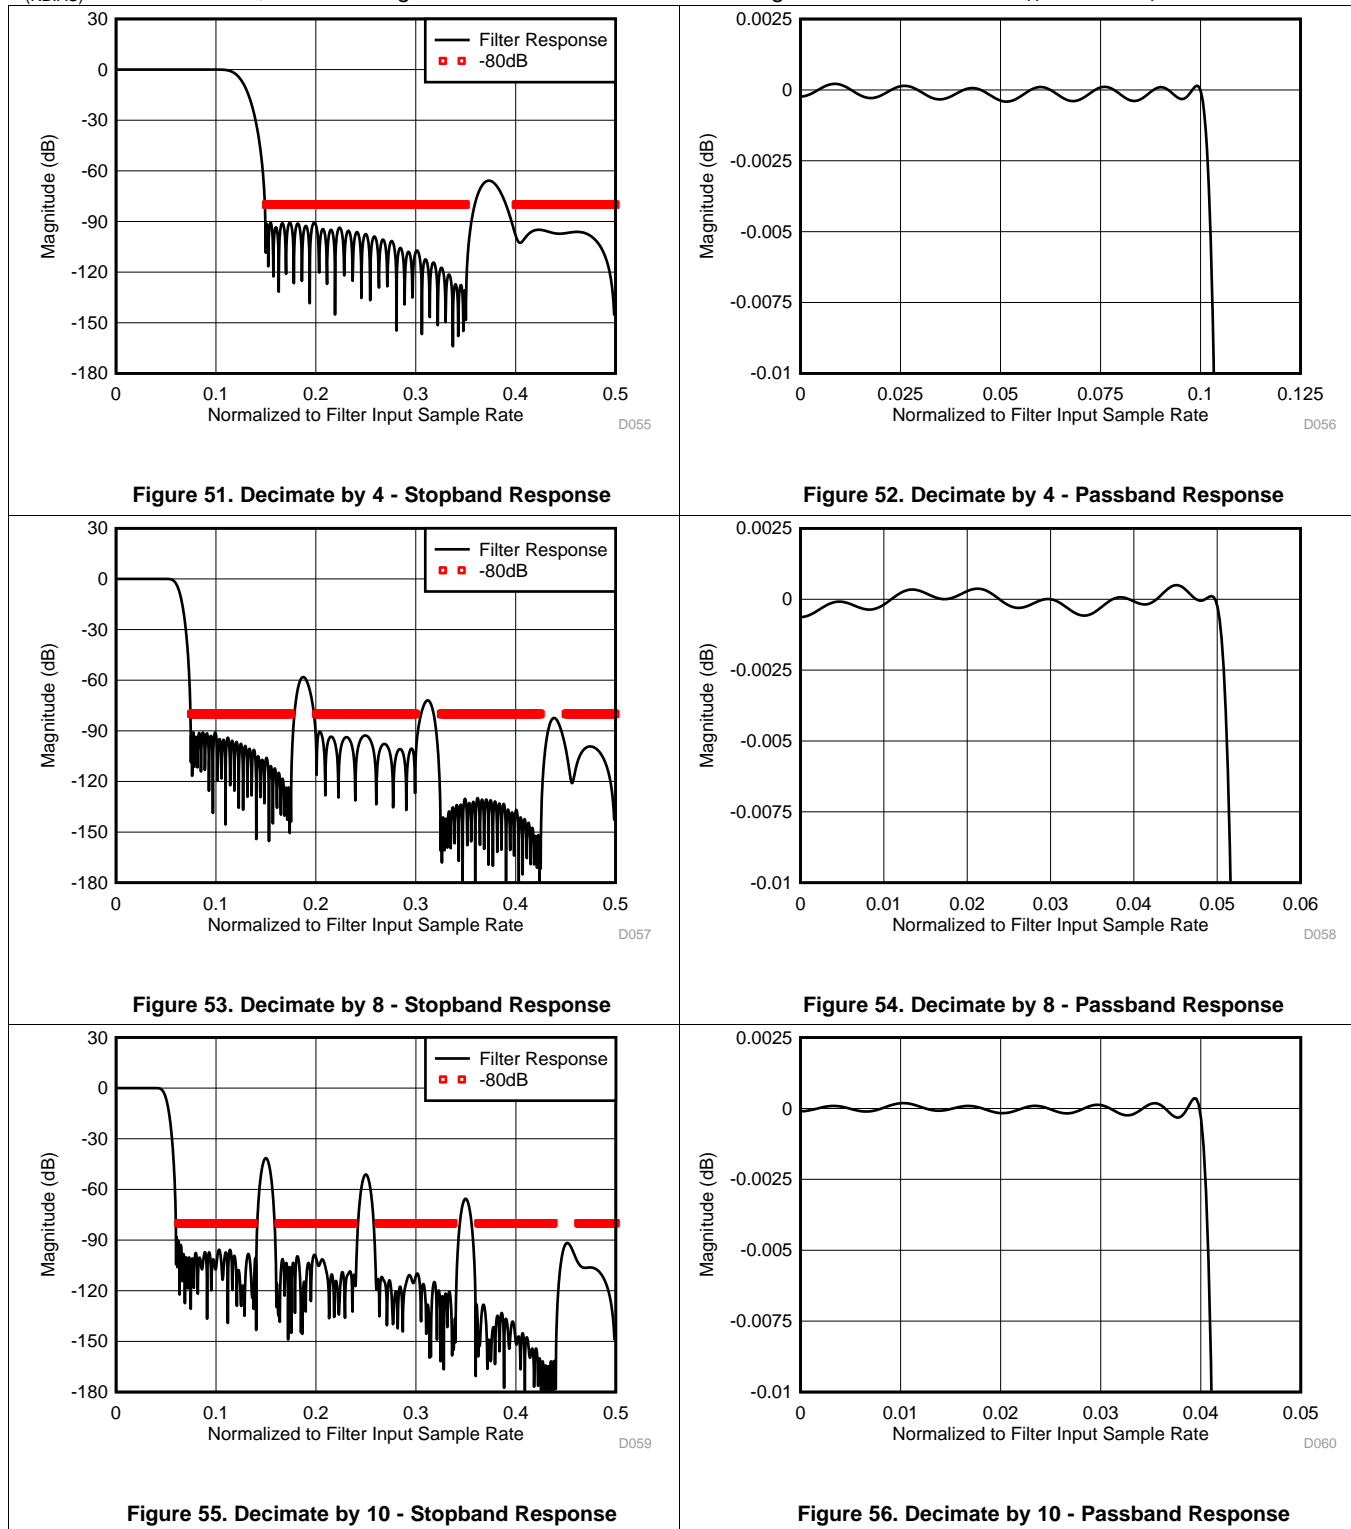 30
0
-30
-60
-90
-120
-150
-180
0 0.1 0.2 0.3 0.4 0.5
Magnitude (dB)
Normalized to Filter Input Sample Rate
Filter Response
-80dB
D055
Figure 51. Decimate by 4 - Stopband Response
0.0025
0
-0.0025
-0.005
-0.0075
-0.01
0 0.025 0.05 0.075 0.1 0.125
Magnitude (dB)
Normalized to Filter Input Sample Rate
D056
Figure 52. Decimate by 4 - Passband Response
30
0
-30
-60
-90
-120
-150
-180
0 0.1 0.2 0.3 0.4 0.5
Magnitude (dB)
Normalized to Filter Input Sample Rate
Filter Response
-80dB
D057
Figure 53. Decimate by 8 - Stopband Response
0.0025
0
-0.0025
-0.005
-0.0075
-0.01
0 0.01 0.02 0.03 0.04 0.05 0.06
Magnitude (dB)
Normalized to Filter Input Sample Rate
D058
Figure 54. Decimate by 8 - Passband Response
30
0
-30
-60
-90
-120
-150
-180
0 0.1 0.2 0.3 0.4 0.5
Magnitude (dB)
Normalized to Filter Input Sample Rate
Filter Response
-80dB
D059
Figure 55. Decimate by 10 - Stopband Response
0.0025
0
-0.0025
-0.005
-0.0075
-0.01
0 0.01 0.02 0.03 0.04 0.05
Magnitude (dB)
Normalized to Filter Input Sample Rate
D060
Figure 56. Decimate by 10 - Passband Response